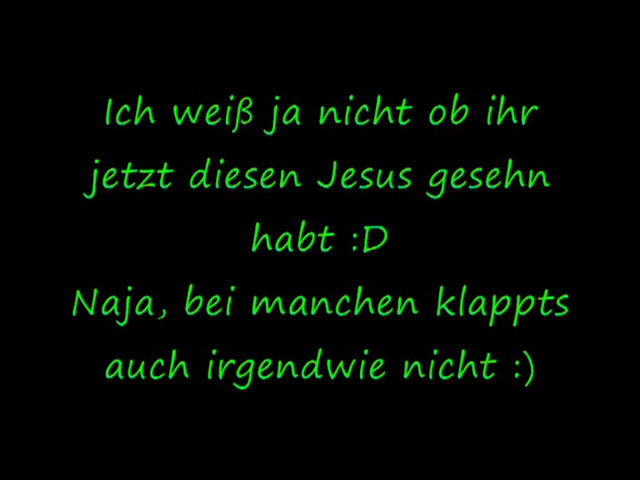 Ich weiß ja nicht ob ihr
jetzt diesen Jesus gesehn
habt :D
Naja, bei manchen klappts
auch irgendwie nicht :)